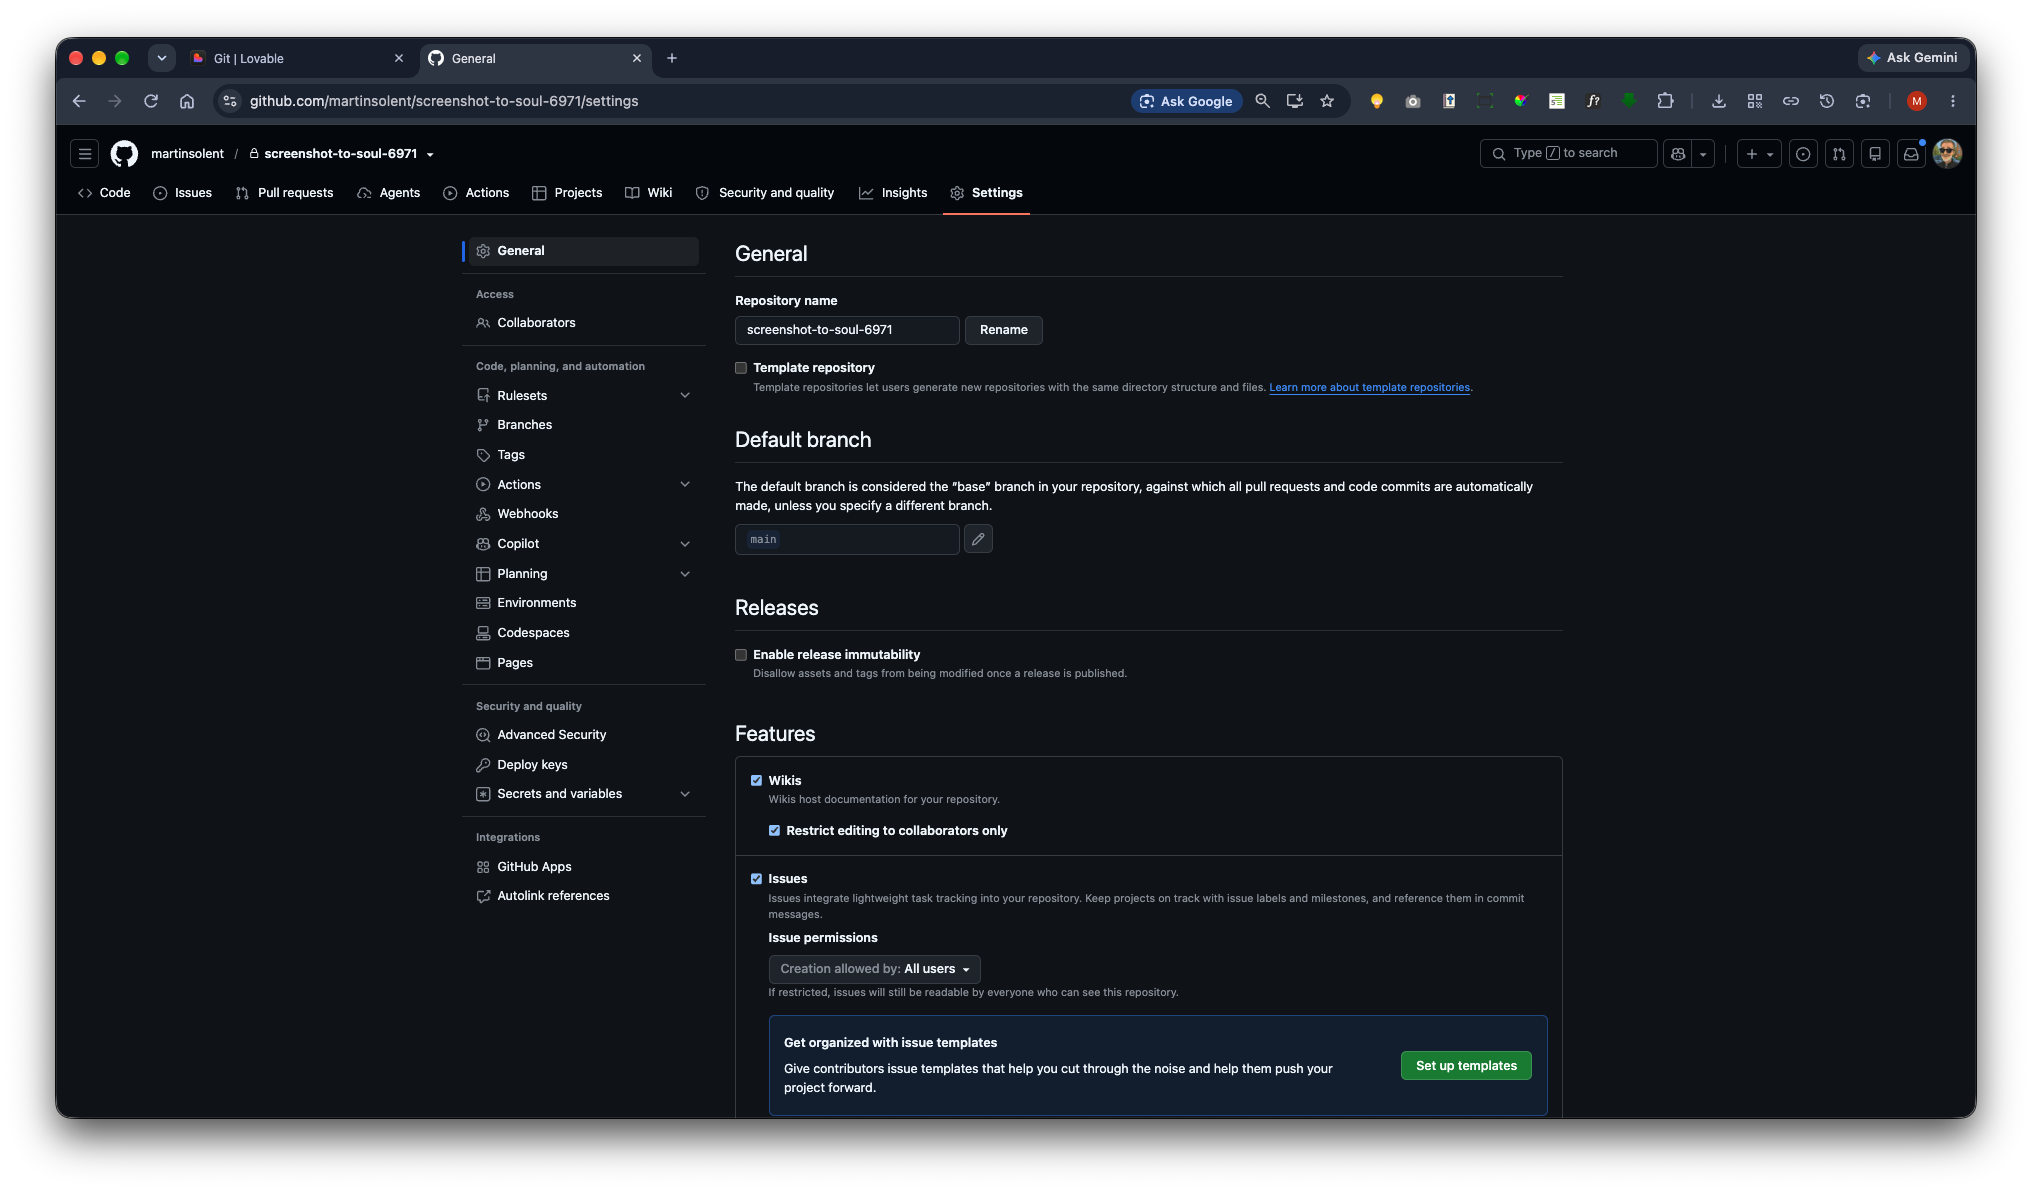 Git | Lovable
General
Ask Gemini
github.com/martinsolent/screenshot-to-soul-6971/settings
Ask Google
f?
M
martinsolent / screenshot-to-soul-6971
Type / to search
Code
Issues
Pull requests
Agents
Actions
Projects
Wiki
Security and quality
Insights
Settings
General
Access
Collaborators
Code, planning, and automation
Rulesets
Branches
Tags
Actions
Webhooks
Copilot
Planning
Environments
Codespaces
Pages
Security and quality
Advanced Security
Deploy keys
Secrets and variables
Integrations
GitHub Apps
Autolink references
General
Repository name
screenshot-to-soul-6971
Rename
Template repository
Template repositories let users generate new repositories with the same directory structure and files. Learn more about template repositories.
Default branch
The default branch is considered the "base" branch in your repository, against which all pull requests and code commits are automatically
made, unless you specify a different branch.
main
Releases
Enable release immutability
Disallow assets and tags from being modified once a release is published.
Features
Wikis
Wikis host documentation for your repository.
Restrict editing to collaborators only
Issues
Issues integrate lightweight task tracking into your repository. Keep projects on track with issue labels and milestones, and reference them in commit
messages.
Issue permissions
Creation allowed by: All users
If restricted, issues will still be readable by everyone who can see this repository.
Get organized with issue templates
Give contributors issue templates that help you cut through the noise and help them push your
project forward.
Set up templates